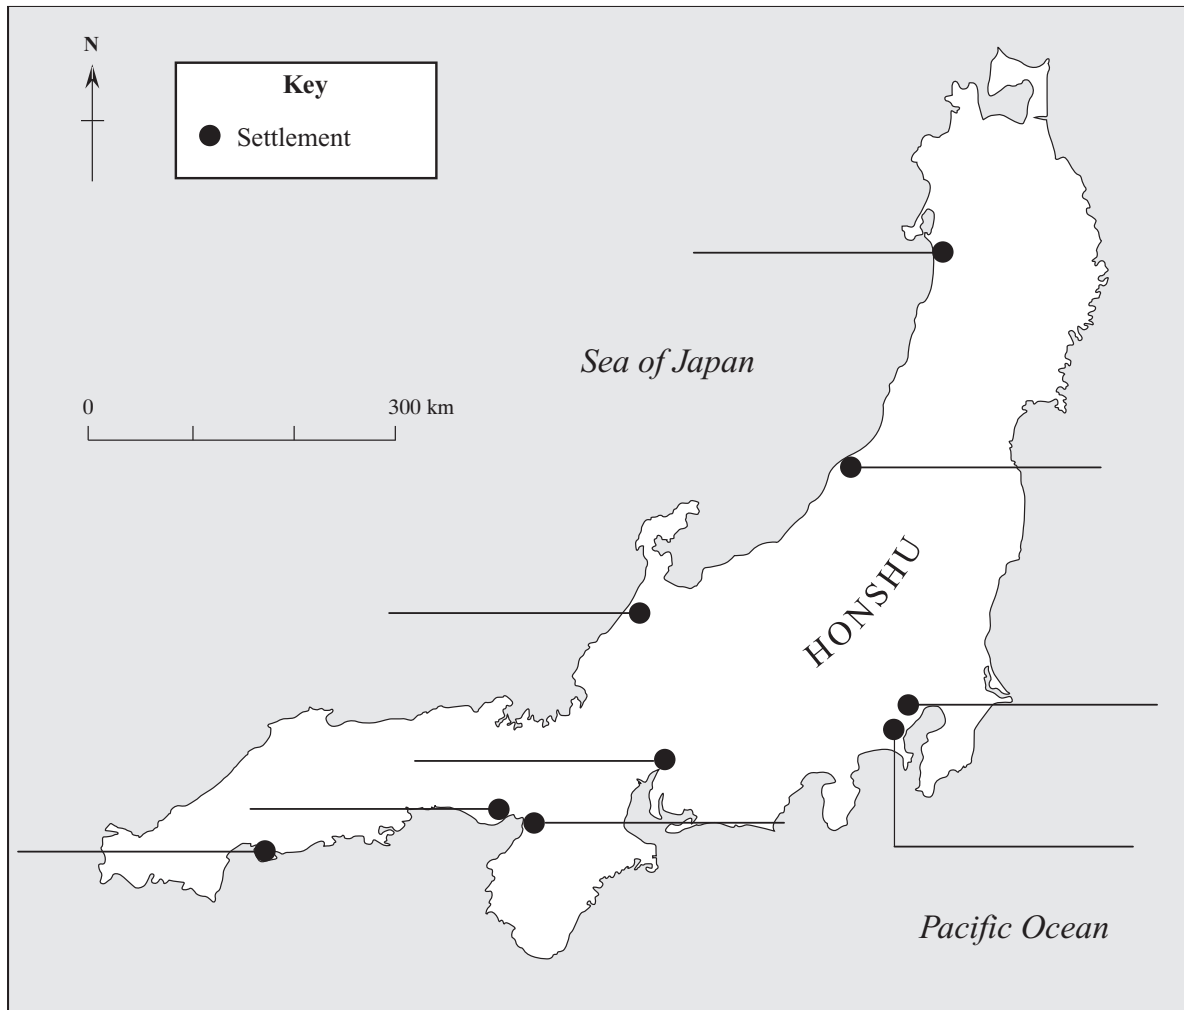 N
Key
Settlement
Sea of Japan
0 300 km
HONSHU
Pacific Ocean